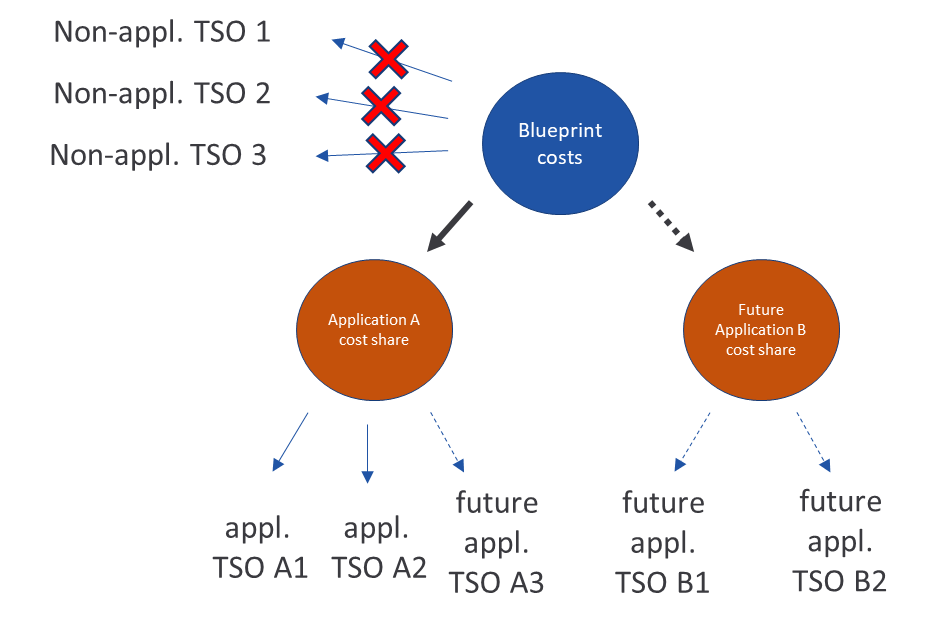 Non-appl. TSO 1
Non-appl. TSO 2
Non-appl. TSO 3
Blueprint
costs
Application A
cost share
Future
Application B
cost share
appl.
TSO A1
appl.
TSO A2
future
appl.
TSO A3
future
appl.
TSO B1
future
appl.
TSO B2